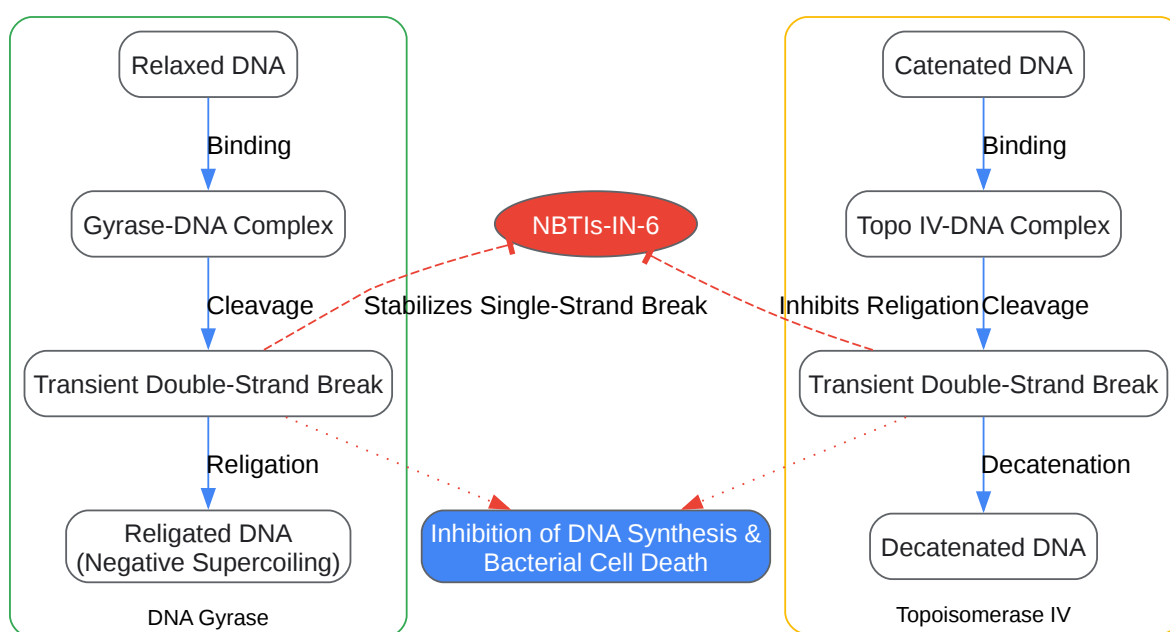 Relaxed DNA
Catenated DNA
Binding
Binding
Gyrase-DNA Complex
NBTIs-IN-6
Topo IV-DNA Complex
Cleavage
Stabilizes Single-Strand Break
Inhibits Religation
Cleavage
Transient Double-Strand Break
Transient Double-Strand Break
Religation
Decatenation
Religated DNA
(Negative Supercoiling)
Inhibition of DNA Synthesis &
Bacterial Cell Death
Decatenated DNA
DNA Gyrase
Topoisomerase IV